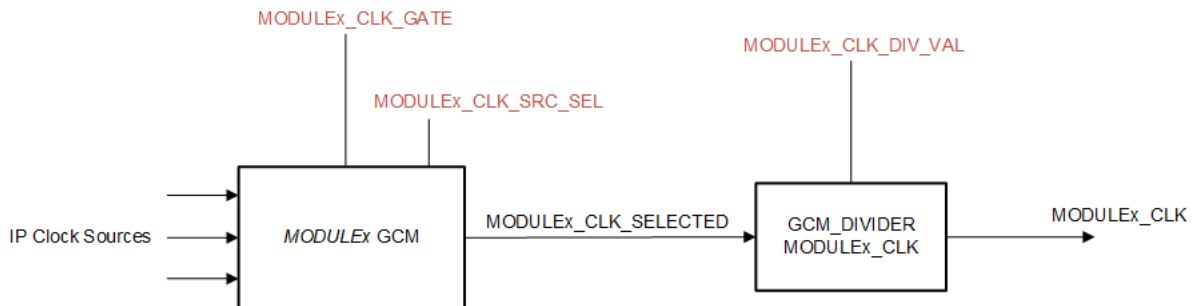 MODULEx_CLK_GATE
MODULEx_CLK_DIV_VAL
MODULEx_CLK_SRC_SEL
IP Clock Sources
MODULEx GCM
MODULEx_CLK_SELECTED
GCM_DIVIDER
MODULEx_CLK
MODULEx_CLK